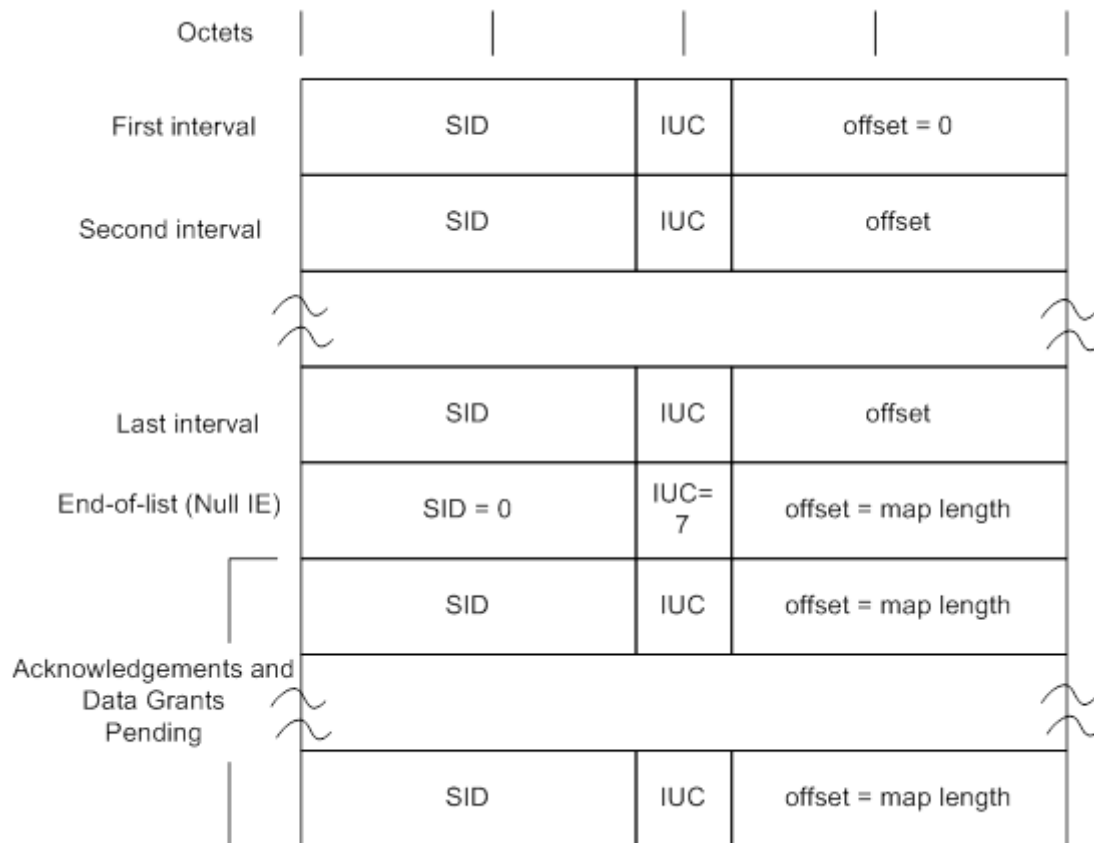 Octets
First interval SID IUC offset = 0
Second interval SID IUC offset
Last interval SID IUC offset
End-of-list (Null IE) SID = 0 IUC= 7 offset = map length
SID IUC offset = map length
Acknowledgements and
Data Grants
Pending
SID IUC offset = map length